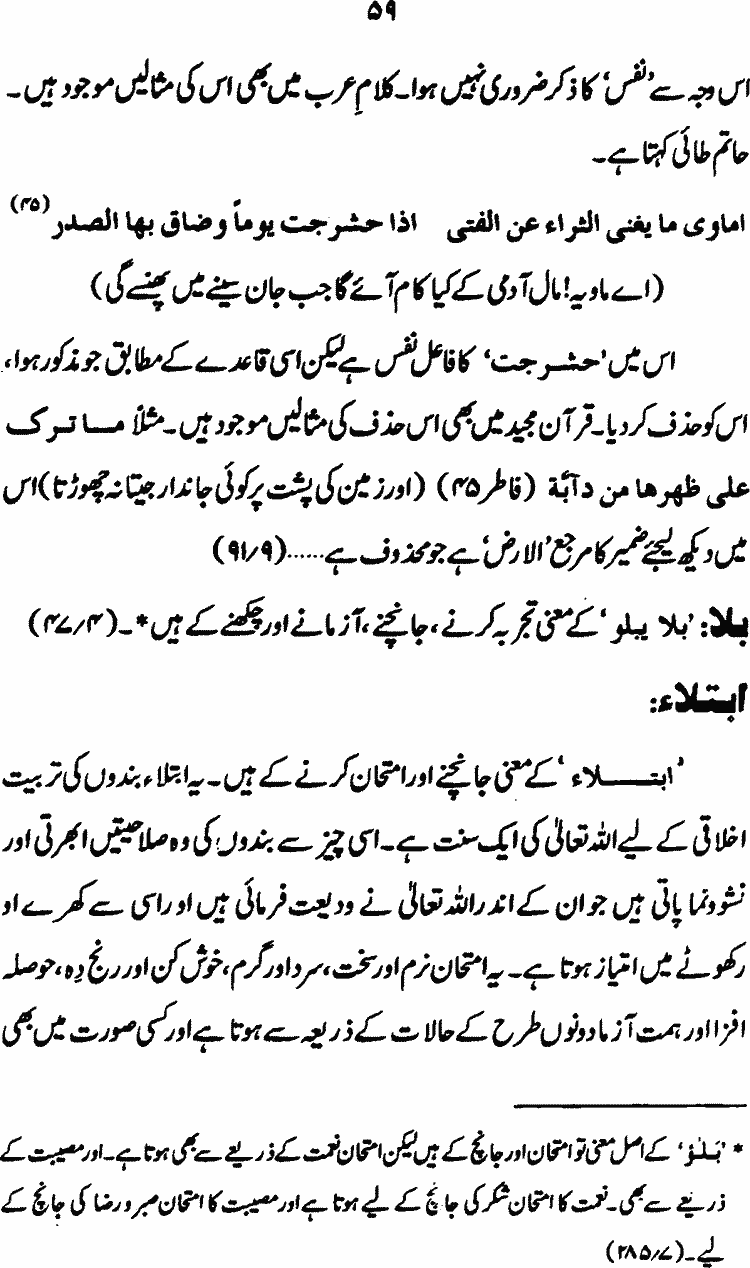 ۵۹
اس وجہ سے ’نفس‘ کا ذکر ضروری نہیں ہوا۔ کلامِ عرب میں بھی اس کی مثالیں موجود ہیں۔
حاتم طائی کہتا ہے۔
اماوی ما یغنی الثراء عن الفتی اذا حشرجت یوماً وضاق بھا الصدر (۴۵)
(اے ماویہ! مال آدمی کے کیا کام آئے گا جب جان سینے میں پھنسے گی)
اس میں ’حشرجت‘ کا فاعل نفس ہے لیکن اسی قاعدے کے مطابق جو مذکور ہوا،
اس کو حذف کر دیا۔ قرآن مجید میں بھی اس حذف کی مثالیں موجود ہیں۔ مثلاً ما ترک
علی ظھرھا من دآبّة (فاطر ۴۵) (اور زمین کی پشت پر کوئی جاندار جیتا نہ چھوڑتا) اس
میں دیکھ لیجئے ضمیر کا مرجع ’الارض‘ ہے جو محذوف ہے......(۹۱/۹)
بلا: ’بلا یبلو‘ کے معنی تجربہ کرنے، جانچنے، آزمانے اور چکھنے کے ہیں*۔ (۴۷/۴)
ابتلاء:
’ابتلاء‘ کے معنی جانچنے اور امتحان کرنے کے ہیں۔ یہ ابتلاء بندوں کی تربیت
اخلاقی کے لیے اللہ تعالیٰ کی ایک سنت ہے۔ اسی چیز سے بندوں کی وہ صلاحیتیں ابھرتی اور
نشوونما پاتی ہیں جو ان کے اندر اللہ تعالیٰ نے ودیعت فرمائی ہیں اور اسی سے کھرے او
رکھوٹے میں امتیاز ہوتا ہے۔ یہ امتحان نرم اور سخت، سرد اور گرم، خوش کن اور رنج دِہ، حوصلہ
افزا اور ہمت آزما دونوں طرح کے حالات کے ذریعہ سے ہوتا ہے اور کسی صورت میں بھی
* ’بَلَؤ‘ کے اصل معنی تو امتحان اور جانچ کے ہیں لیکن امتحان نعمت کے ذریعے سے بھی ہوتا ہے۔ اور مصیبت کے
ذریعے سے بھی۔ نعمت کا امتحان شکر کی جانچ کے لیے ہوتا ہے اور مصیبت کا امتحان صبر و رضا کی جانچ کے
لیے۔ (۲۸۵/۷)